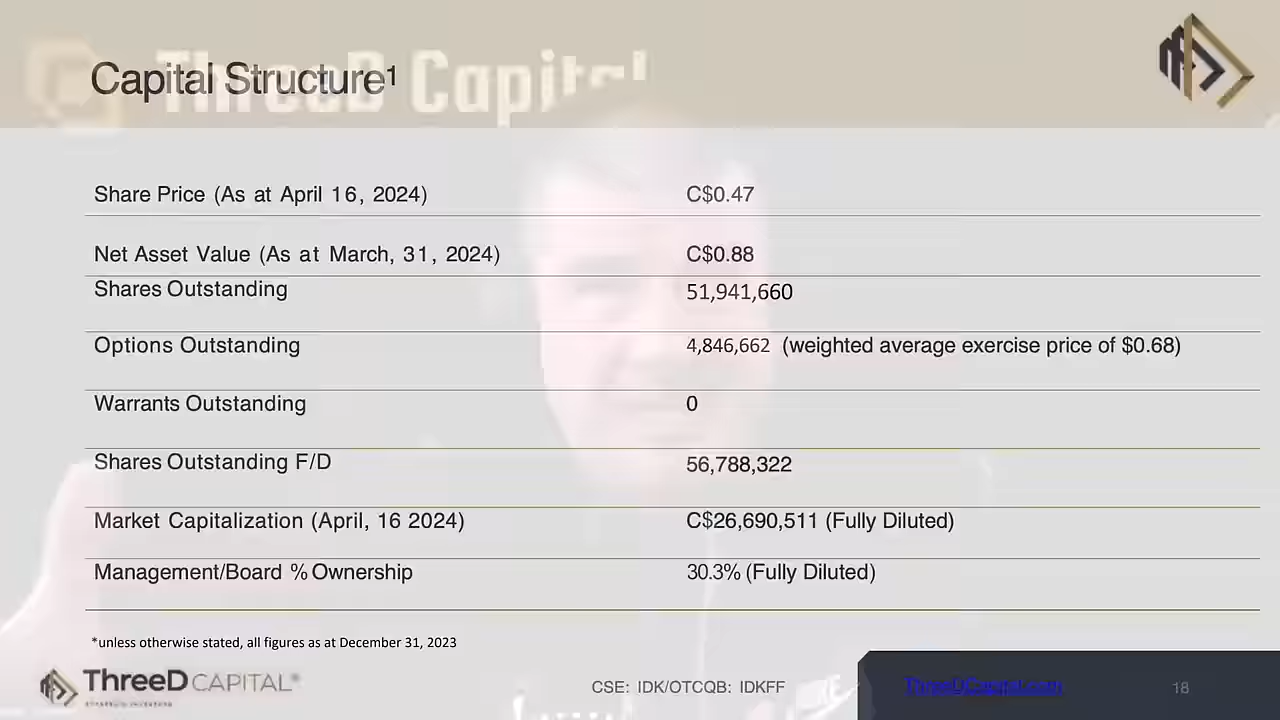 ThreeD Capital
Capital Structure¹
Share Price (As at April 16, 2024) C$0.47
Net Asset Value (As at March, 31, 2024) C$0.88
Shares Outstanding 51,941,660
Options Outstanding 4,846,662 (weighted average exercise price of $0.68)
Warrants Outstanding 0
Shares Outstanding F/D 56,788,322
Market Capitalization (April, 16 2024) C$26,690,511 (Fully Diluted)
Management/Board % Ownership 30.3% (Fully Diluted)
*unless otherwise stated, all figures as at December 31, 2023
ThreeD CAPITAL®
STRATEGIC INVESTORS
CSE: IDK/OTCQB: IDKFF
ThreeDCapital.com
18